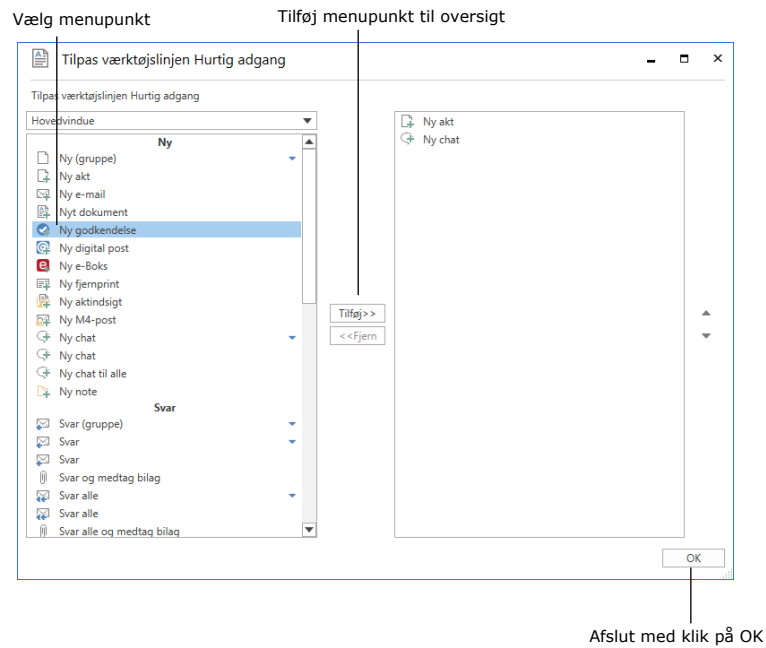 Vælg menupunkt
Tilføj menupunkt til oversigt
Tilpas værktøjslinjen Hurtig adgang
Tilpas værktøjslinjen Hurtig adgang
Hovedvindue
Ny
Ny (gruppe)
Ny akt
Ny e-mail
Nyt dokument
Ny godkendelse
Ny digital post
Ny e-Boks
Ny fjernprint
Ny aktindsigt
Ny M4-post
Ny chat
Ny chat
Ny chat til alle
Ny note
Svar
Svar (gruppe)
Svar
Svar
Svar og medtag bilag
Svar alle
Svar alle
Svar alle og medtag bilag
Tilføj>>
<<Fjern
Ny akt
Ny chat
OK
Afslut med klik på OK